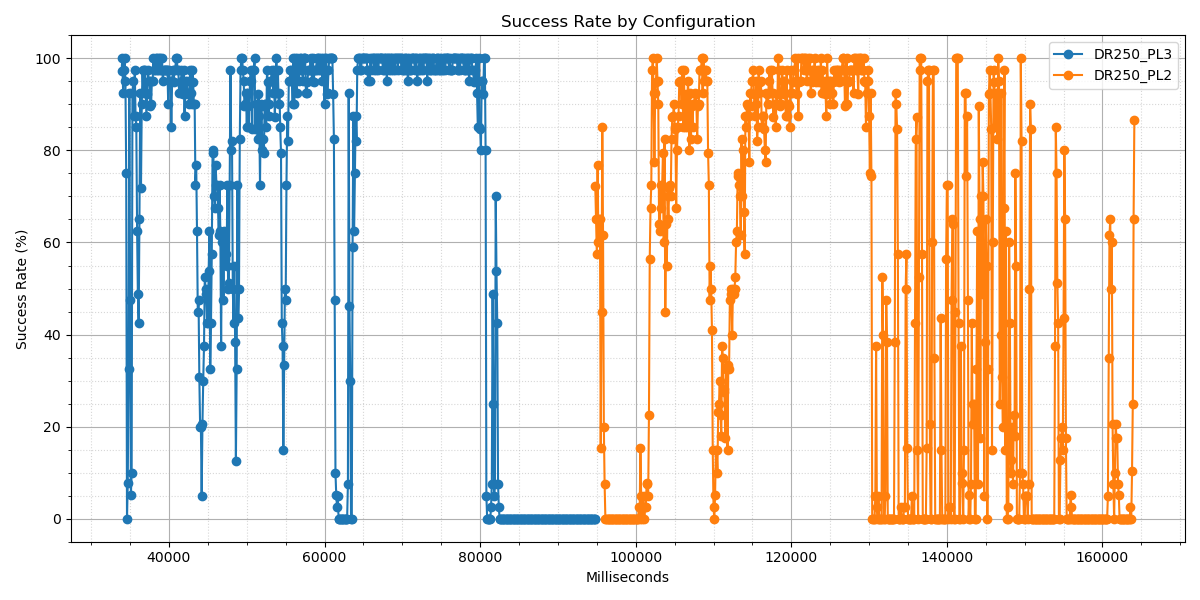 Success Rate by Configuration
DR250_PL3
DR250_PL2
Success Rate (%)
100
80
60
40
20
0
40000 60000 80000 100000 120000 140000 160000
Milliseconds